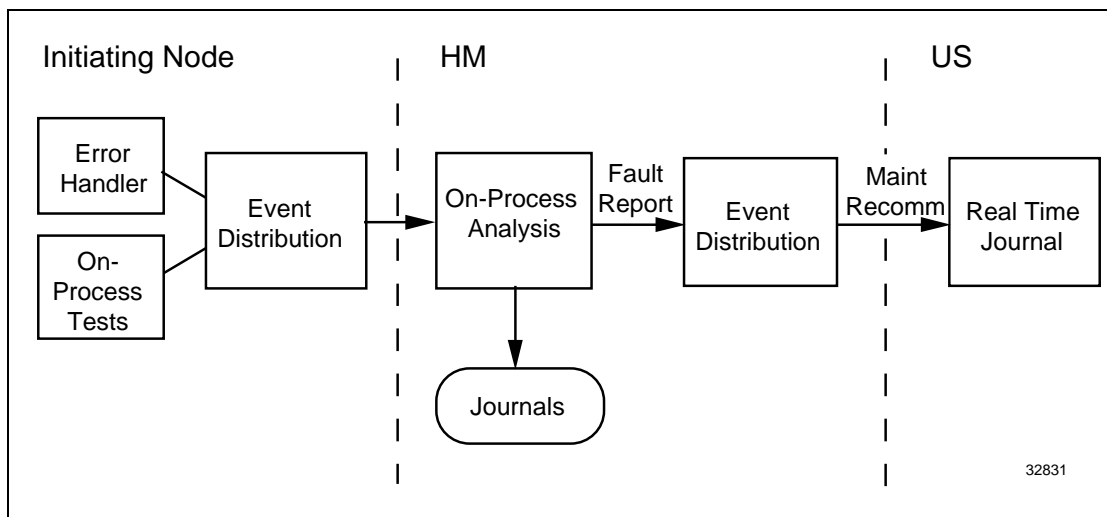 Initiating Node
HM
US
Error
Handler
On-
Process
Tests
Event
Distribution
On-Process
Analysis
Fault
Report
Event
Distribution
Maint
Recomm
Real Time
Journal
Journals
32831